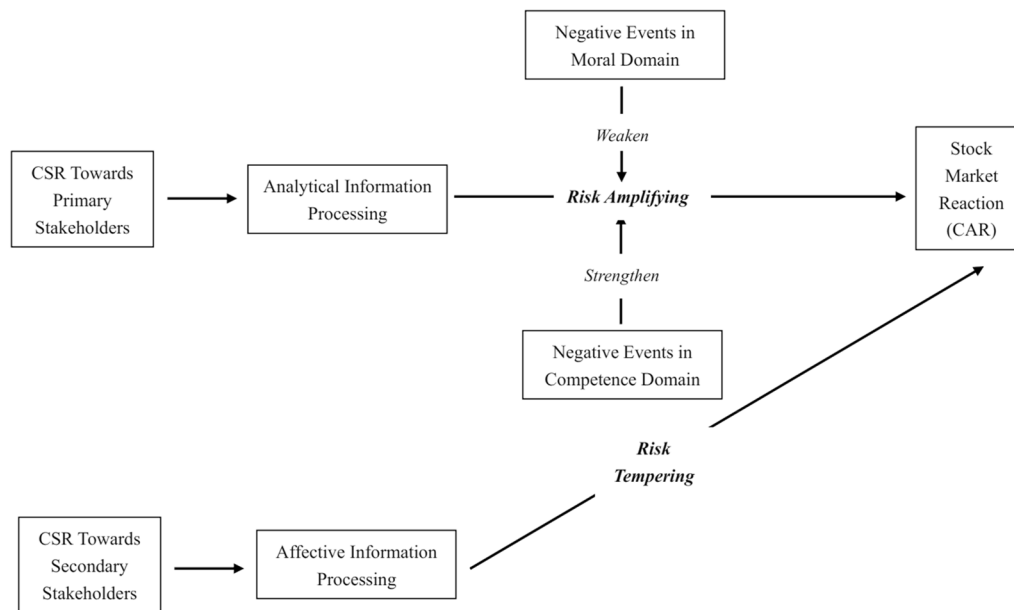 Negative Events in
Moral Domain
Weaken
CSR Towards
Primary
Stakeholders
Analytical Information
Processing
Risk Amplifying
Stock
Market
Reaction
(CAR)
Strengthen
Negative Events in
Competence Domain
Risk
Tempering
CSR Towards
Secondary
Stakeholders
Affective Information
Processing